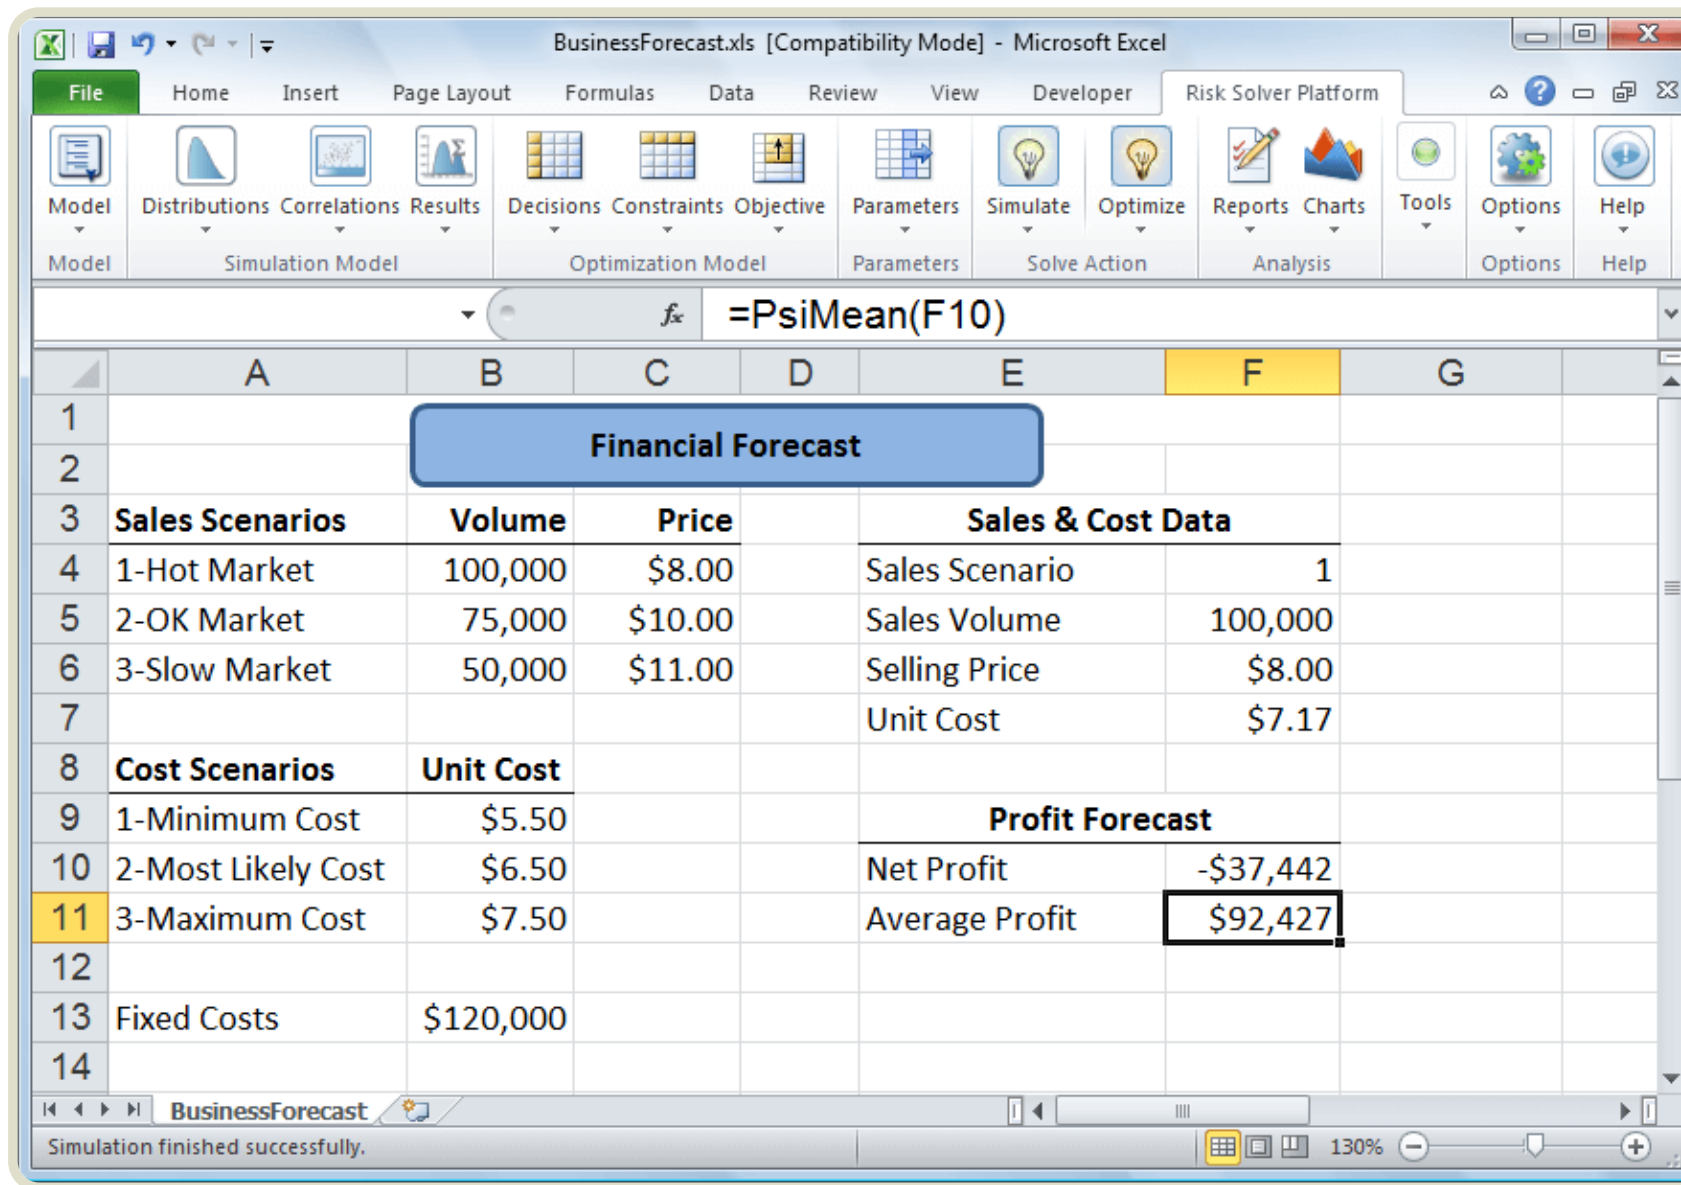 BusinessForecast.xls [Compatibility Mode] - Microsoft Excel
File Home Insert Page Layout Formulas Data Review View Developer Risk Solver Platform
Model Distributions Correlations Results Decisions Constraints Objective Parameters Simulate Optimize Reports Charts Tools Options Help
Model Simulation Model Optimization Model Parameters Solve Action Analysis Options Help
fx =PsiMean(F10)
A B C D E F G
1
Financial Forecast
2
3 Sales Scenarios Volume Price Sales & Cost Data
4 1-Hot Market 100,000 $8.00 Sales Scenario 1
5 2-OK Market 75,000 $10.00 Sales Volume 100,000
6 3-Slow Market 50,000 $11.00 Selling Price $8.00
7 Unit Cost $7.17
8 Cost Scenarios Unit Cost
9 1-Minimum Cost $5.50 Profit Forecast
10 2-Most Likely Cost $6.50 Net Profit -$37,442
11 3-Maximum Cost $7.50 Average Profit $92,427
12
13 Fixed Costs $120,000
14
BusinessForecast
Simulation finished successfully. 130%